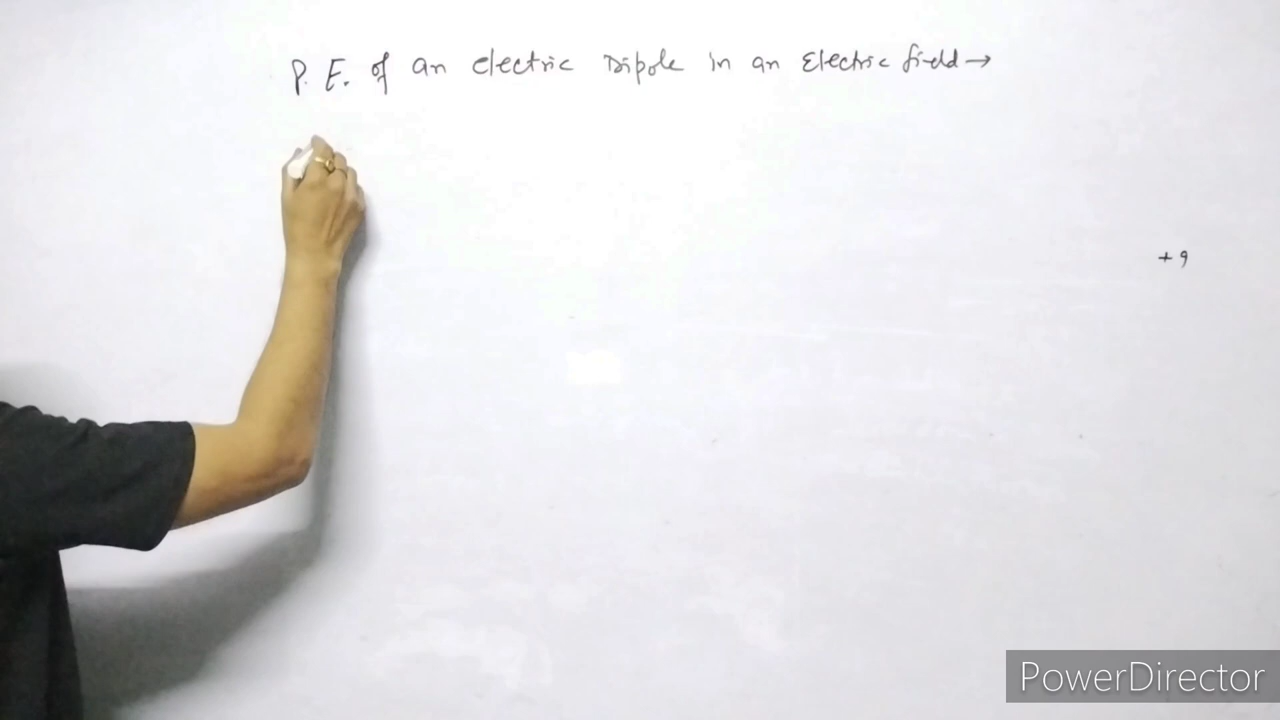 P. E. of an electric Dipole in an Electric field →
+q
PowerDirector